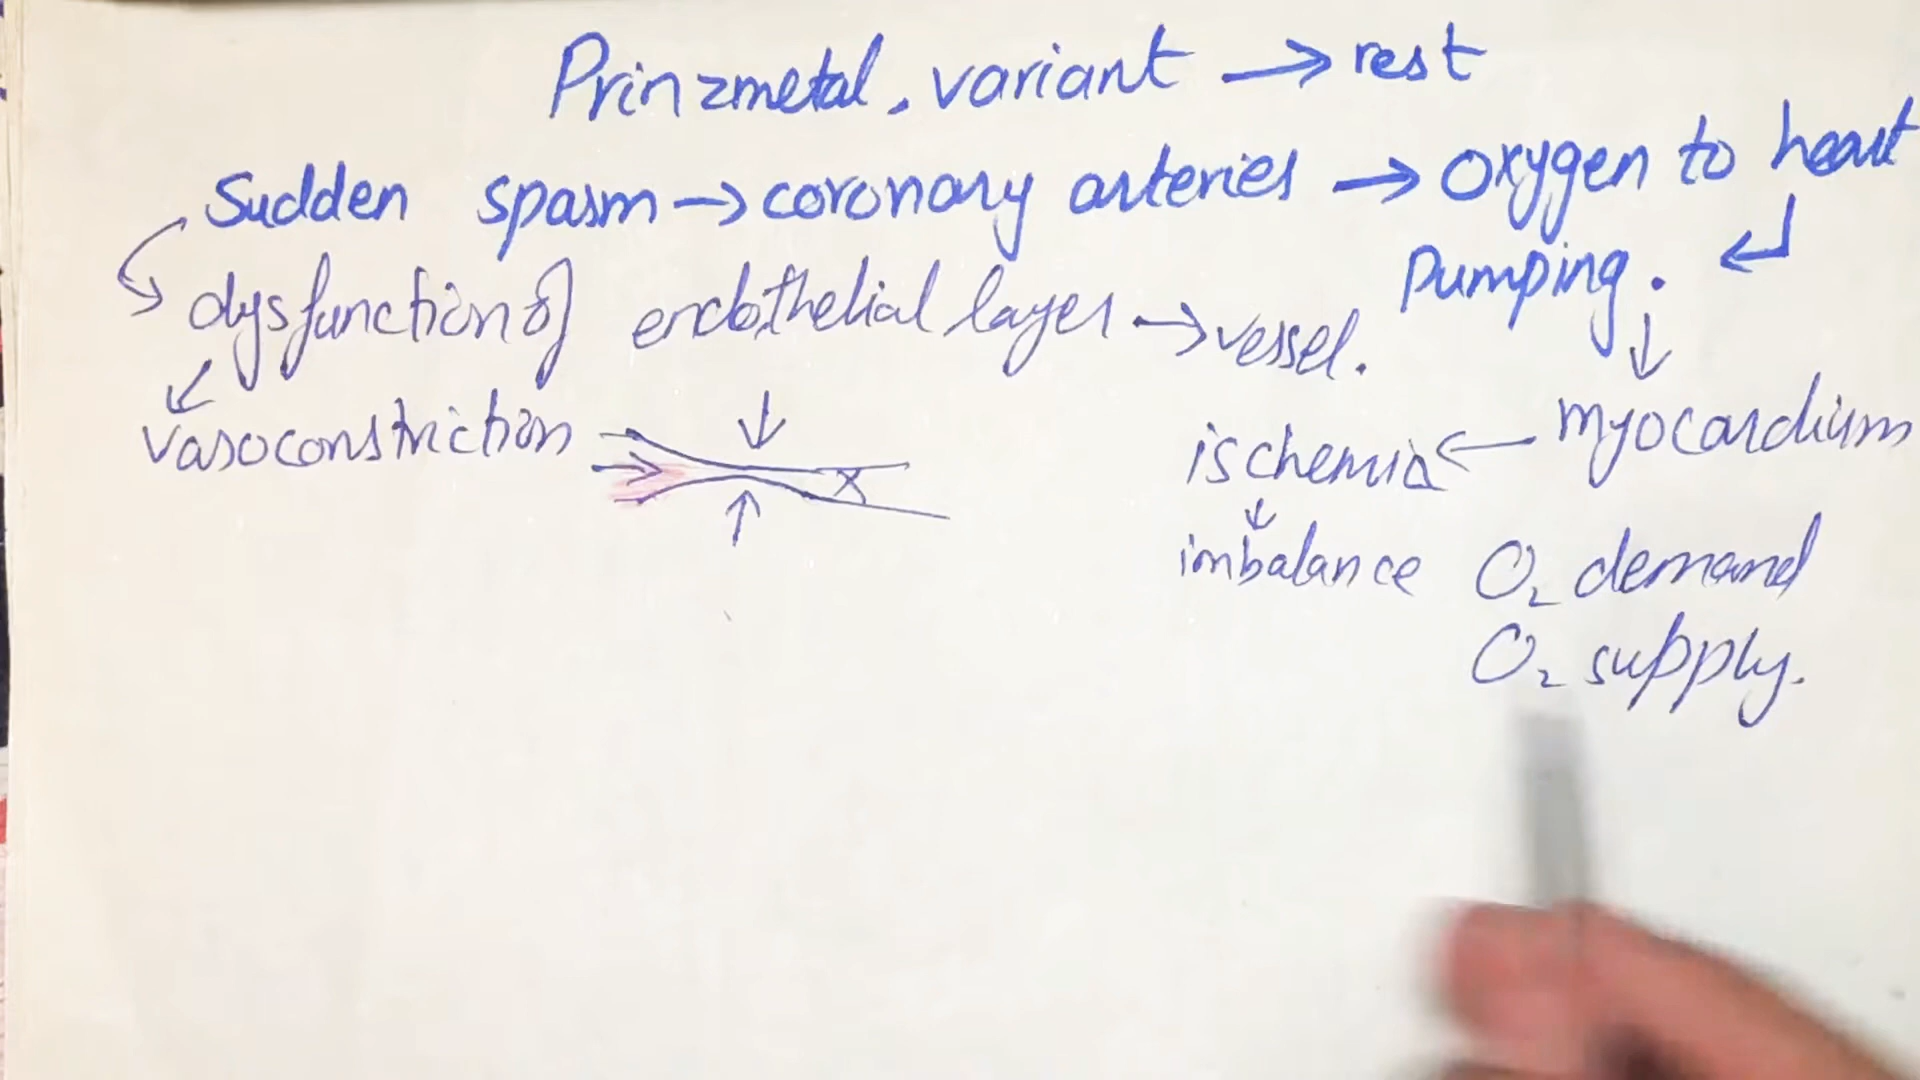 Prinzmetal. variant → rest
Sudden spasm → coronary arteries → oxygen to heart
Pumping.
dysfunction of endothelial layer → vessel.
vasoconstriction
ischemia ← myocardium
imbalance O₂ demand
O₂ supply.